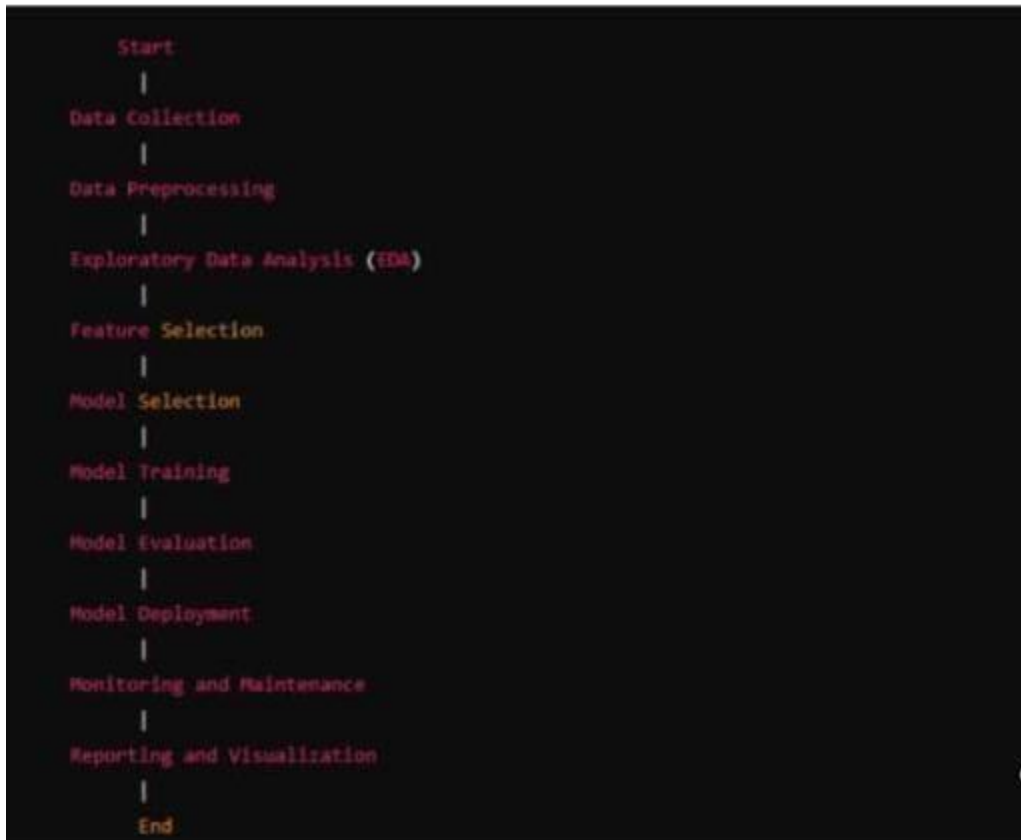 Start
|
Data Collection
|
Data Preprocessing
|
Exploratory Data Analysis (EDA)
|
Feature Selection
|
Model Selection
|
Model Training
|
Model Evaluation
|
Model Deployment
|
Monitoring and Maintenance
|
Reporting and Visualization
|
End